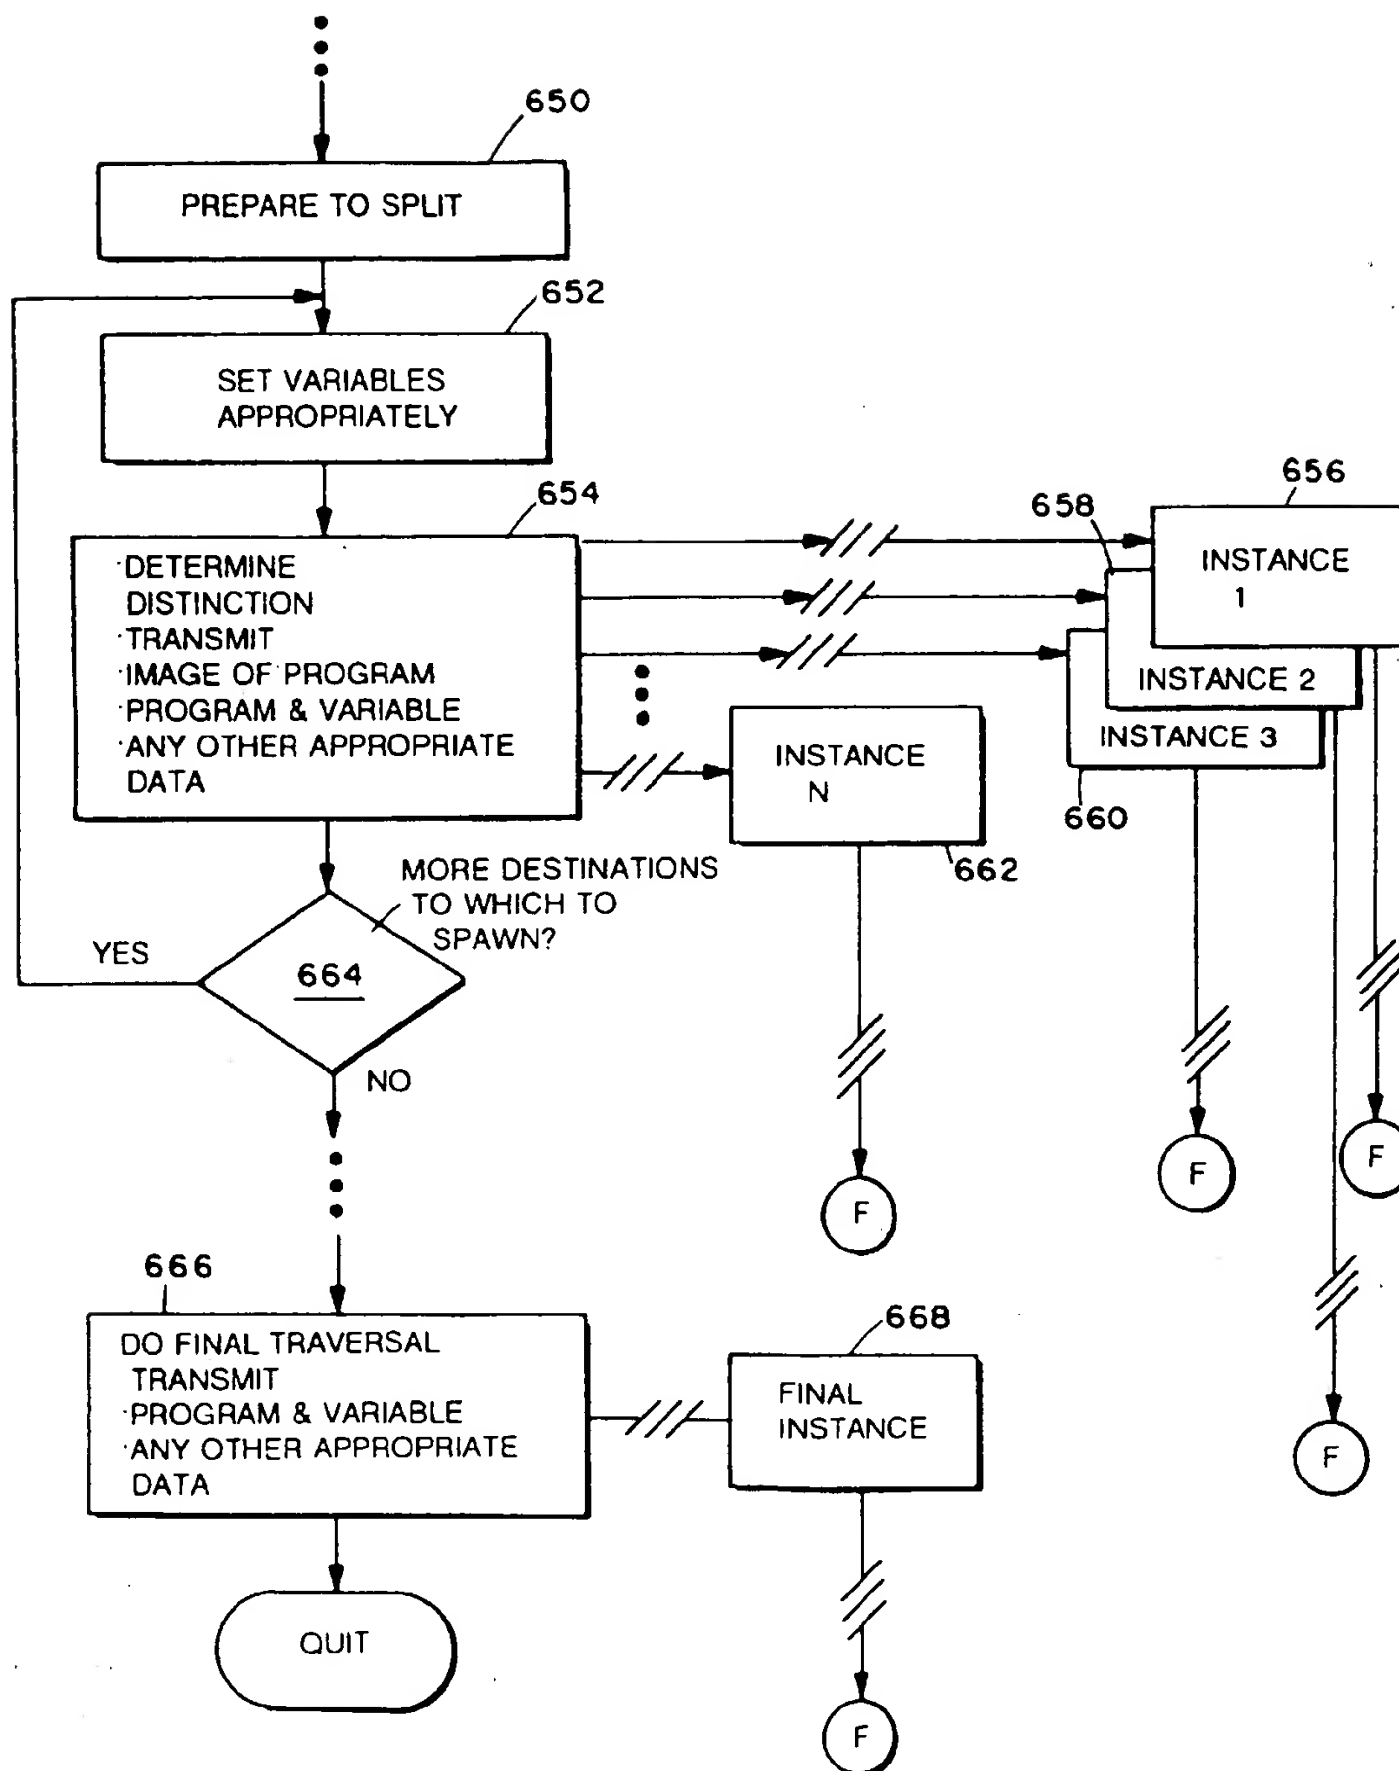 650
PREPARE TO SPLIT
652
SET VARIABLES
APPROPRIATELY
654
·DETERMINE
DISTINCTION
·TRANSMIT
·IMAGE OF PROGRAM
·PROGRAM & VARIABLE
·ANY OTHER APPROPRIATE
DATA
656
INSTANCE
1
658
INSTANCE 2
INSTANCE 3
660
INSTANCE
N
662
MORE DESTINATIONS
TO WHICH TO
SPAWN?
YES
664
NO
F
F
F
F
666
DO FINAL TRAVERSAL
TRANSMIT
·PROGRAM & VARIABLE
·ANY OTHER APPROPRIATE
DATA
668
FINAL
INSTANCE
QUIT
F